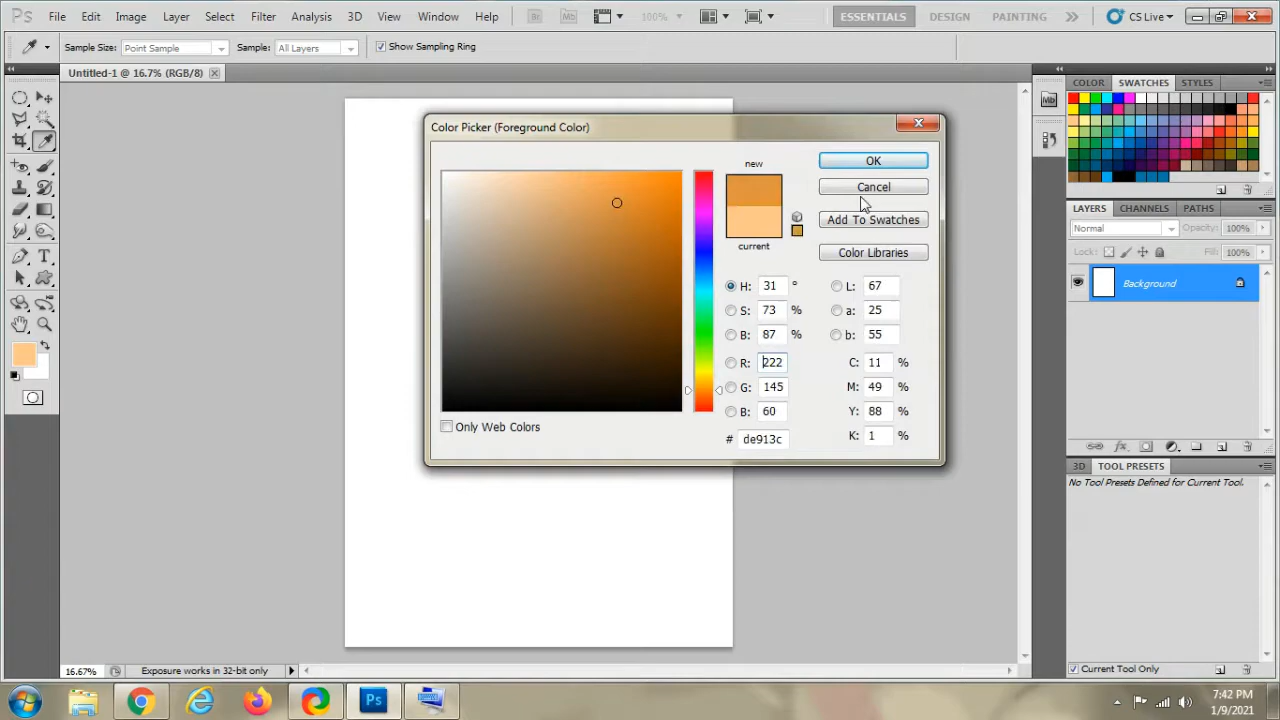 Ps File Edit Image Layer Select Filter Analysis 3D View Window Help Br Mb 100% ESSENTIALS DESIGN PAINTING CS Live
Sample Size: Point Sample Sample: All Layers Show Sampling Ring
Untitled-1 @ 16.7% (RGB/8)
Color Picker (Foreground Color)
new
current
OK
Cancel
Add To Swatches
Color Libraries
H: 31 ° L: 67
S: 73 % a: 25
B: 87 % b: 55
R: 222 C: 11 %
G: 145 M: 49 %
B: 60 Y: 88 %
# de913c K: 1 %
Only Web Colors
COLOR SWATCHES STYLES
Mb
LAYERS CHANNELS PATHS
Normal Opacity: 100%
Lock: Fill: 100%
Background
3D TOOL PRESETS
No Tool Presets Defined for Current Tool.
Current Tool Only
16.67% Exposure works in 32-bit only
Ps
7:42 PM
1/9/2021